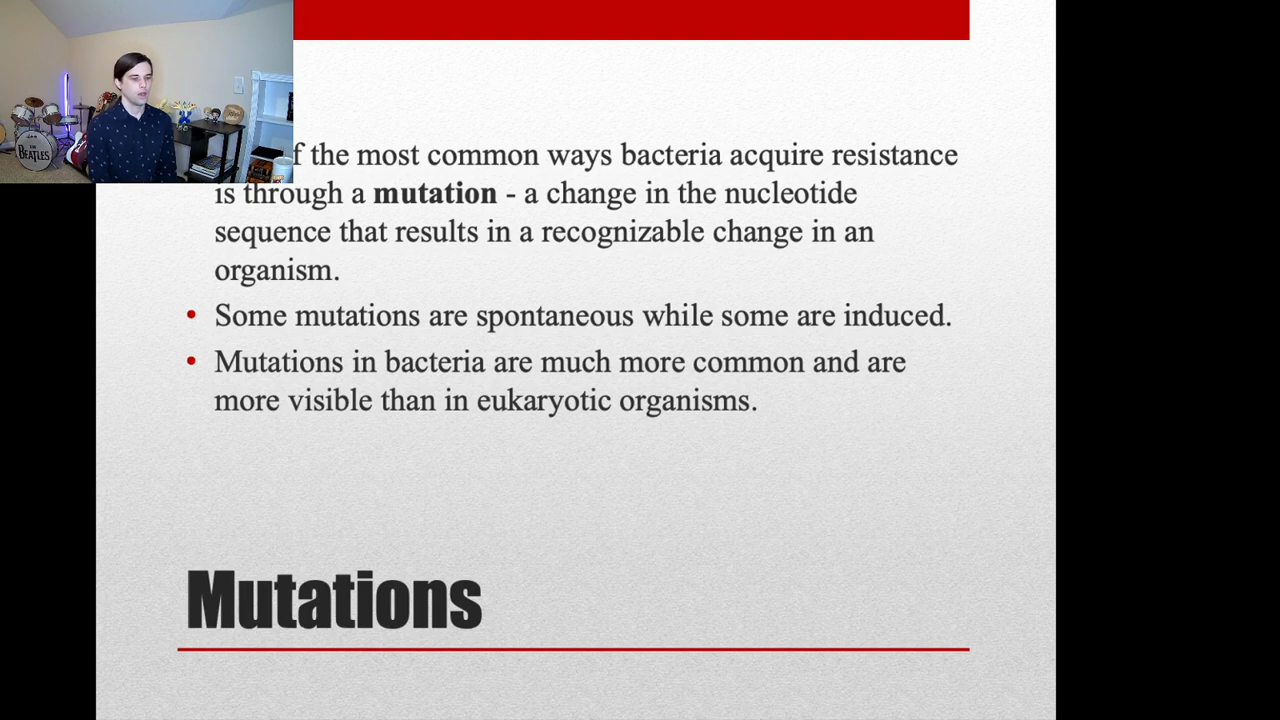 THE
BEATLES
f the most common ways bacteria acquire resistance
is through a mutation - a change in the nucleotide
sequence that results in a recognizable change in an
organism.
• Some mutations are spontaneous while some are induced.
• Mutations in bacteria are much more common and are
more visible than in eukaryotic organisms.
Mutations